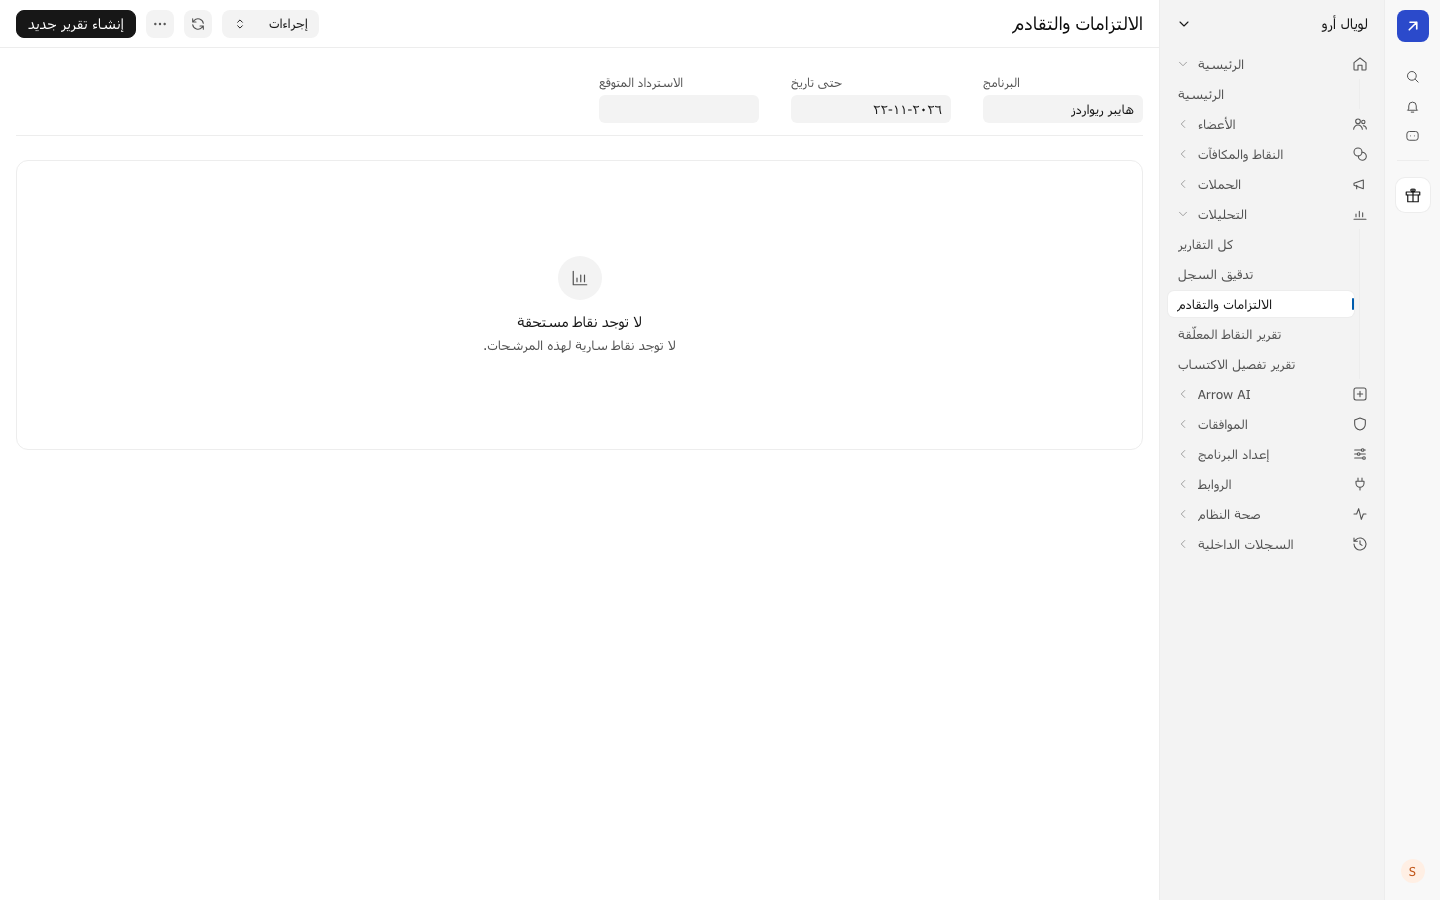 لويال أرو
الرئيسية
الرئيسية
الأعضاء
النقاط والمكافآت
الحملات
التحليلات
كل التقارير
تدقيق السجل
الالتزامات والتقادم
تقرير النقاط المعلّقة
تقرير تفصيل الاكتساب
Arrow AI
الموافقات
إعداد البرنامج
الروابط
صحة النظام
السجلات الداخلية
S
الالتزامات والتقادم
إجراءات
إنشاء تقرير جديد
البرنامج
حتى تاريخ
الاسترداد المتوقع
هايبر ريواردز
٢٠٢٦-١١-٢٢
لا توجد نقاط مستحقة
لا توجد نقاط سارية لهذه المرشحات.